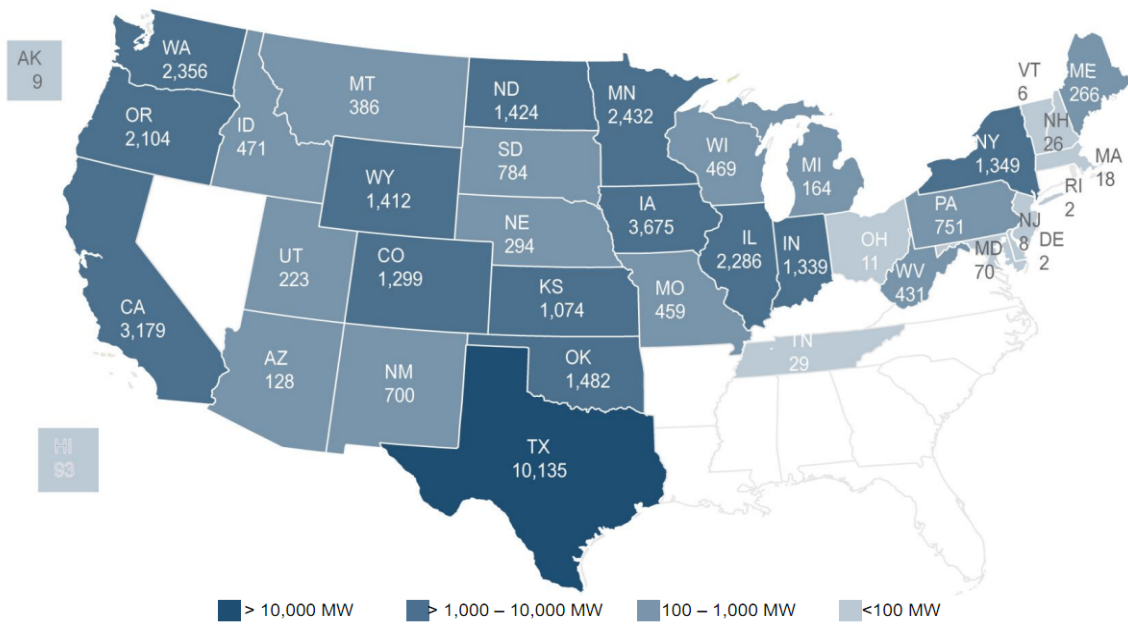 WA
2,356
AK
9
MT
386
ND
1,424
MN
2,432
VT
6
ME
266
OR
2,104
ID
471
SD
784
WI
469
MI
164
NH
26
NY
1,349
MA
18
WY
1,412
IA
3,675
RI
2
PA
751
NE
294
NJ
8
DE
2
UT
223
CO
1,299
IL
2,286
IN
1,339
OH
11
MD
70
WV
431
KS
1,074
MO
459
CA
3,179
AZ
128
NM
700
OK
1,482
TN
29
HI
93
TX
10,135
> 10,000 MW
> 1,000 – 10,000 MW
100 – 1,000 MW
<100 MW